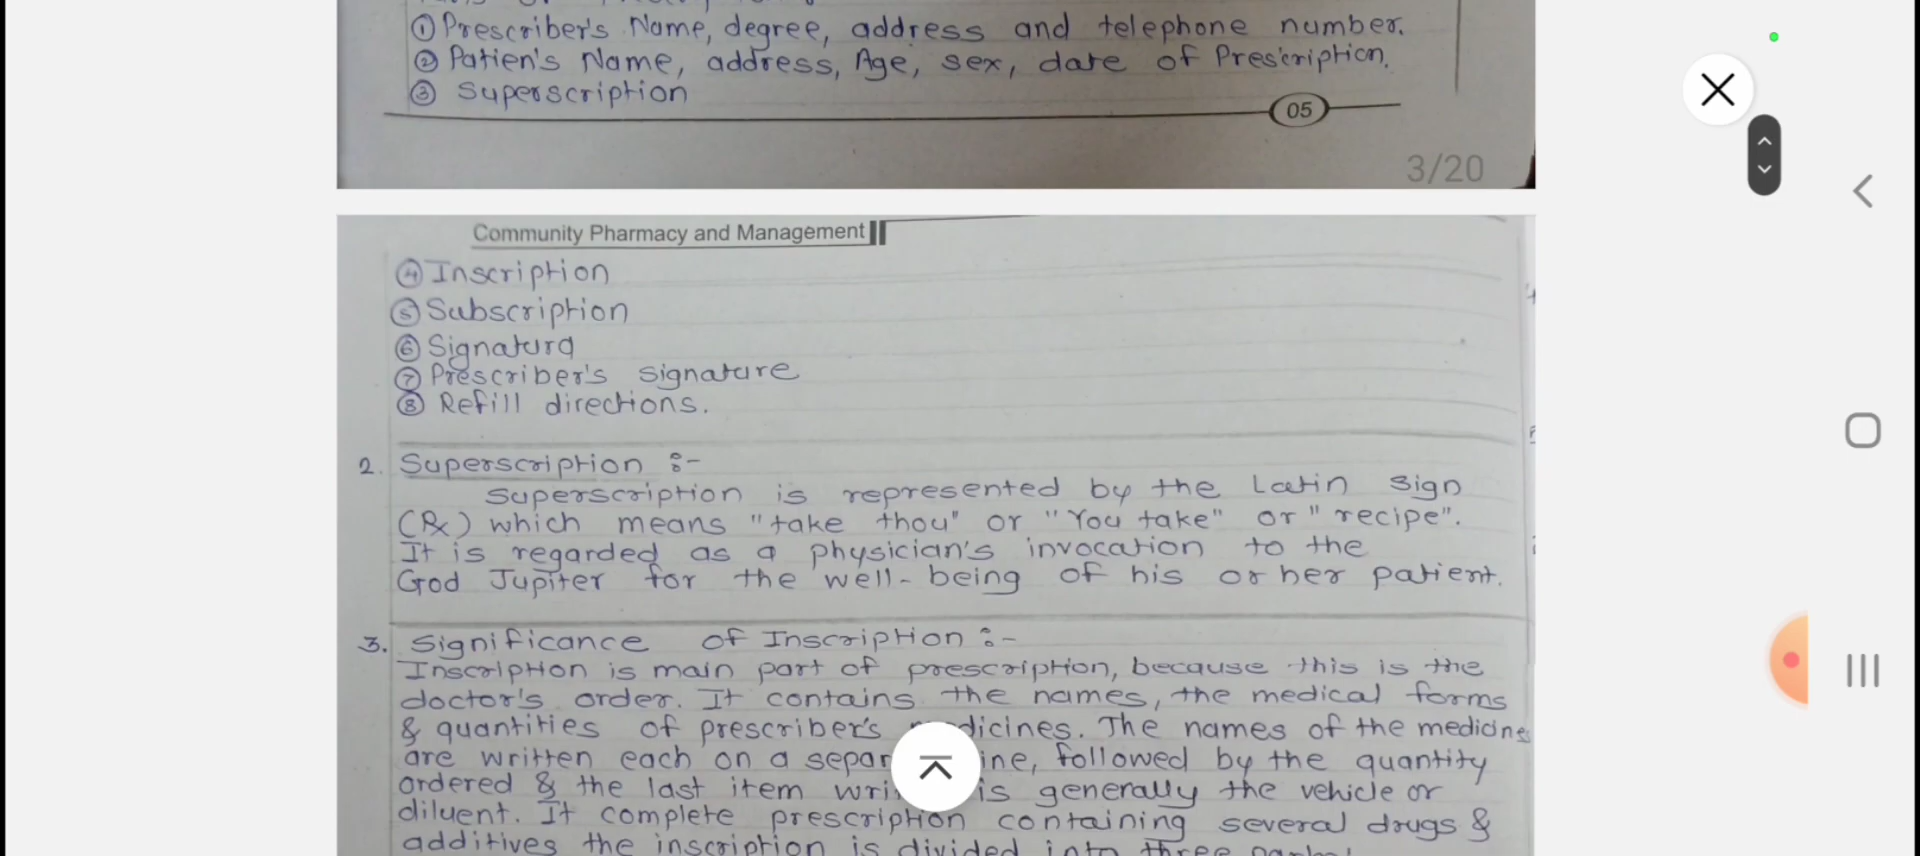 ① Prescriber's Name, degree, address and telephone number.
② Patien's Name, address, Age, sex, date of Prescription.
③ Superscription
05
3/20
Community Pharmacy and Management
④ Inscription
⑤ Subscription
⑥ Signatura
⑦ Prescriber's signature
⑧ Refill directions.
2. Superscription :-
Superscription is represented by the Latin sign
(Rx) which means "take thou" or "You take" or "recipe".
It is regarded as a physician's invocation to the
God Jupiter for the well-being of his or her patient.
3. Significance of Inscription :-
Inscription is main part of prescription, because this is the
doctor's order. It contains the names, the medical forms
& quantities of prescriber's medicines. The names of the medicine
are written each on a separ ine, followed by the quantity
ordered & the last item wri is generally the vehicle or
diluent. It complete prescription containing several drugs &
additives the inscription is divided into three parts: